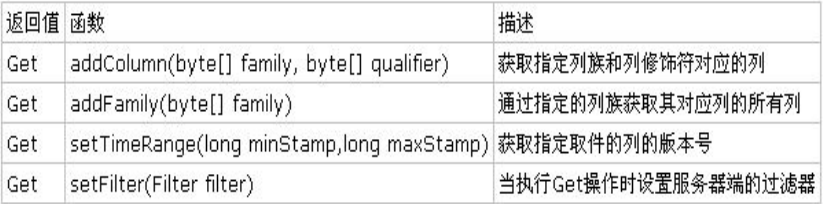 返回值 函数 描述
Get addColumn(byte[] family, byte[] qualifier) 获取指定列族和列修饰符对应的列
Get addFamily(byte[] family) 通过指定的列族获取其对应列的所有列
Get setTimeRange(long minStamp,long maxStamp) 获取指定取件的列的版本号
Get setFilter(Filter filter) 当执行Get操作时设置服务器端的过滤器